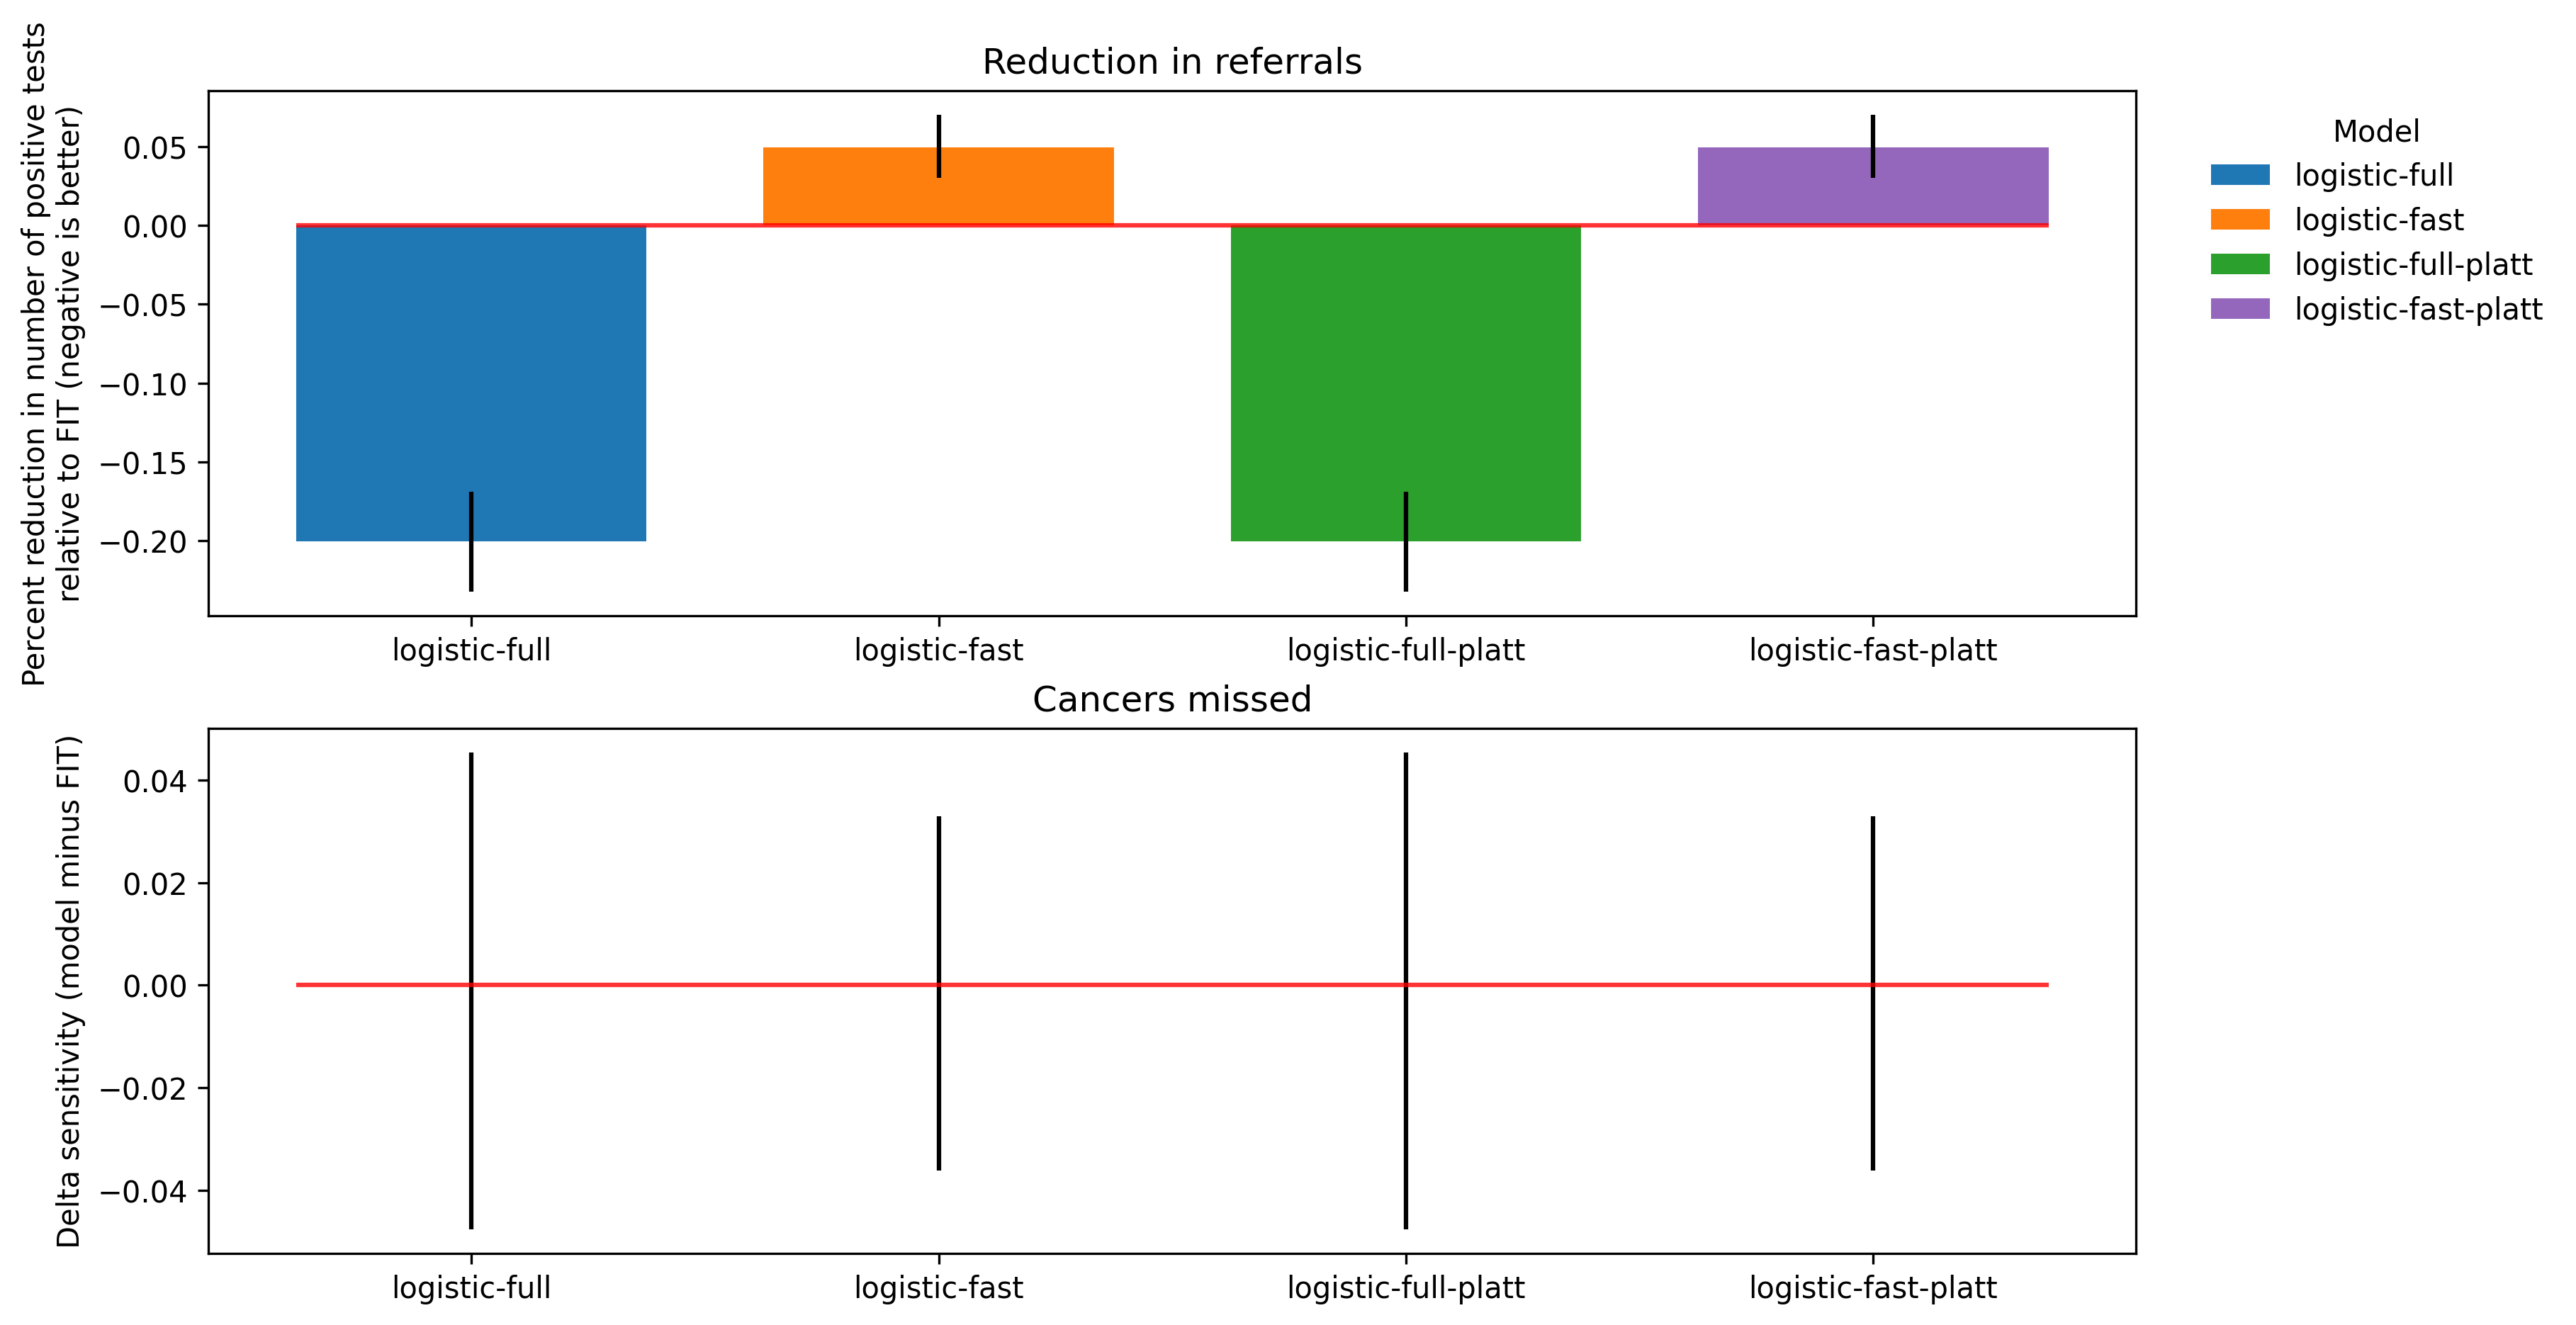 Reduction in referrals
Percent reduction in number of positive tests
relative to FIT (negative is better)
0.05
0.00
−0.05
−0.10
−0.15
−0.20
logistic-full
logistic-fast
logistic-full-platt
logistic-fast-platt
Model
logistic-full
logistic-fast
logistic-full-platt
logistic-fast-platt
Cancers missed
Delta sensitivity (model minus FIT)
0.04
0.02
0.00
−0.02
−0.04
logistic-full
logistic-fast
logistic-full-platt
logistic-fast-platt